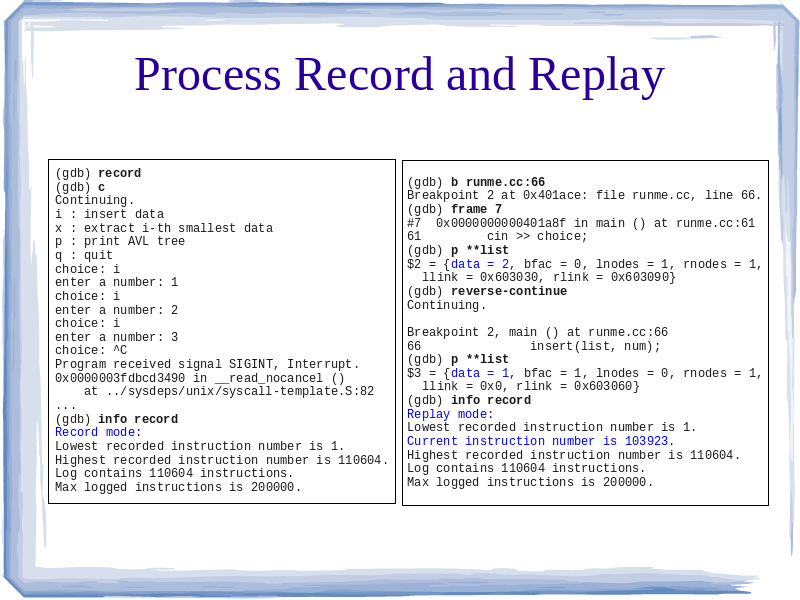 Process Record and Replay
(gdb) record
(gdb) c
Continuing.
i : insert data
x : extract i-th smallest data
p : print AVL tree
q : quit
choice: i
enter a number: 1
choice: i
enter a number: 2
choice: i
enter a number: 3
choice: ^C
Program received signal SIGINT, Interrupt.
0x0000003fdbcd3490 in __read_nocancel ()
    at ../sysdeps/unix/syscall-template.S:82
...
(gdb) info record
Record mode:
Lowest recorded instruction number is 1.
Highest recorded instruction number is 110604.
Log contains 110604 instructions.
Max logged instructions is 200000.
(gdb) b runme.cc:66
Breakpoint 2 at 0x401ace: file runme.cc, line 66.
(gdb) frame 7
#7  0x0000000000401a8f in main () at runme.cc:61
61         cin >> choice;
(gdb) p **list
$2 = {data = 2, bfac = 0, lnodes = 1, rnodes = 1,
  llink = 0x603030, rlink = 0x603090}
(gdb) reverse-continue
Continuing.
Breakpoint 2, main () at runme.cc:66
66               insert(list, num);
(gdb) p **list
$3 = {data = 1, bfac = 1, lnodes = 0, rnodes = 1,
  llink = 0x0, rlink = 0x603060}
(gdb) info record
Replay mode:
Lowest recorded instruction number is 1.
Current instruction number is 103923.
Highest recorded instruction number is 110604.
Log contains 110604 instructions.
Max logged instructions is 200000.